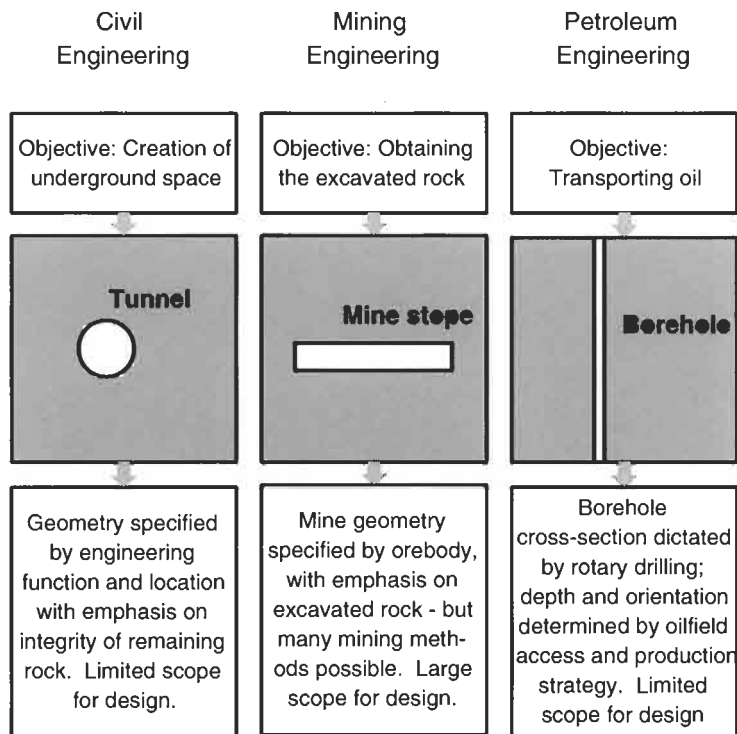 Civil
Engineering
Mining
Engineering
Petroleum
Engineering
Objective: Creation of
underground space
Objective: Obtaining
the excavated rock
Objective:
Transporting oil
Tunnel
Mine stope
Borehole
Geometry specified
by engineering
function and location
with emphasis on
integrity of remaining
rock. Limited scope
for design.
Mine geometry
specified by orebody,
with emphasis on
excavated rock - but
many mining meth-
ods possible. Large
scope for design.
Borehole
cross-section dictated
by rotary drilling;
depth and orientation
determined by oilfield
access and production
strategy. Limited
scope for design